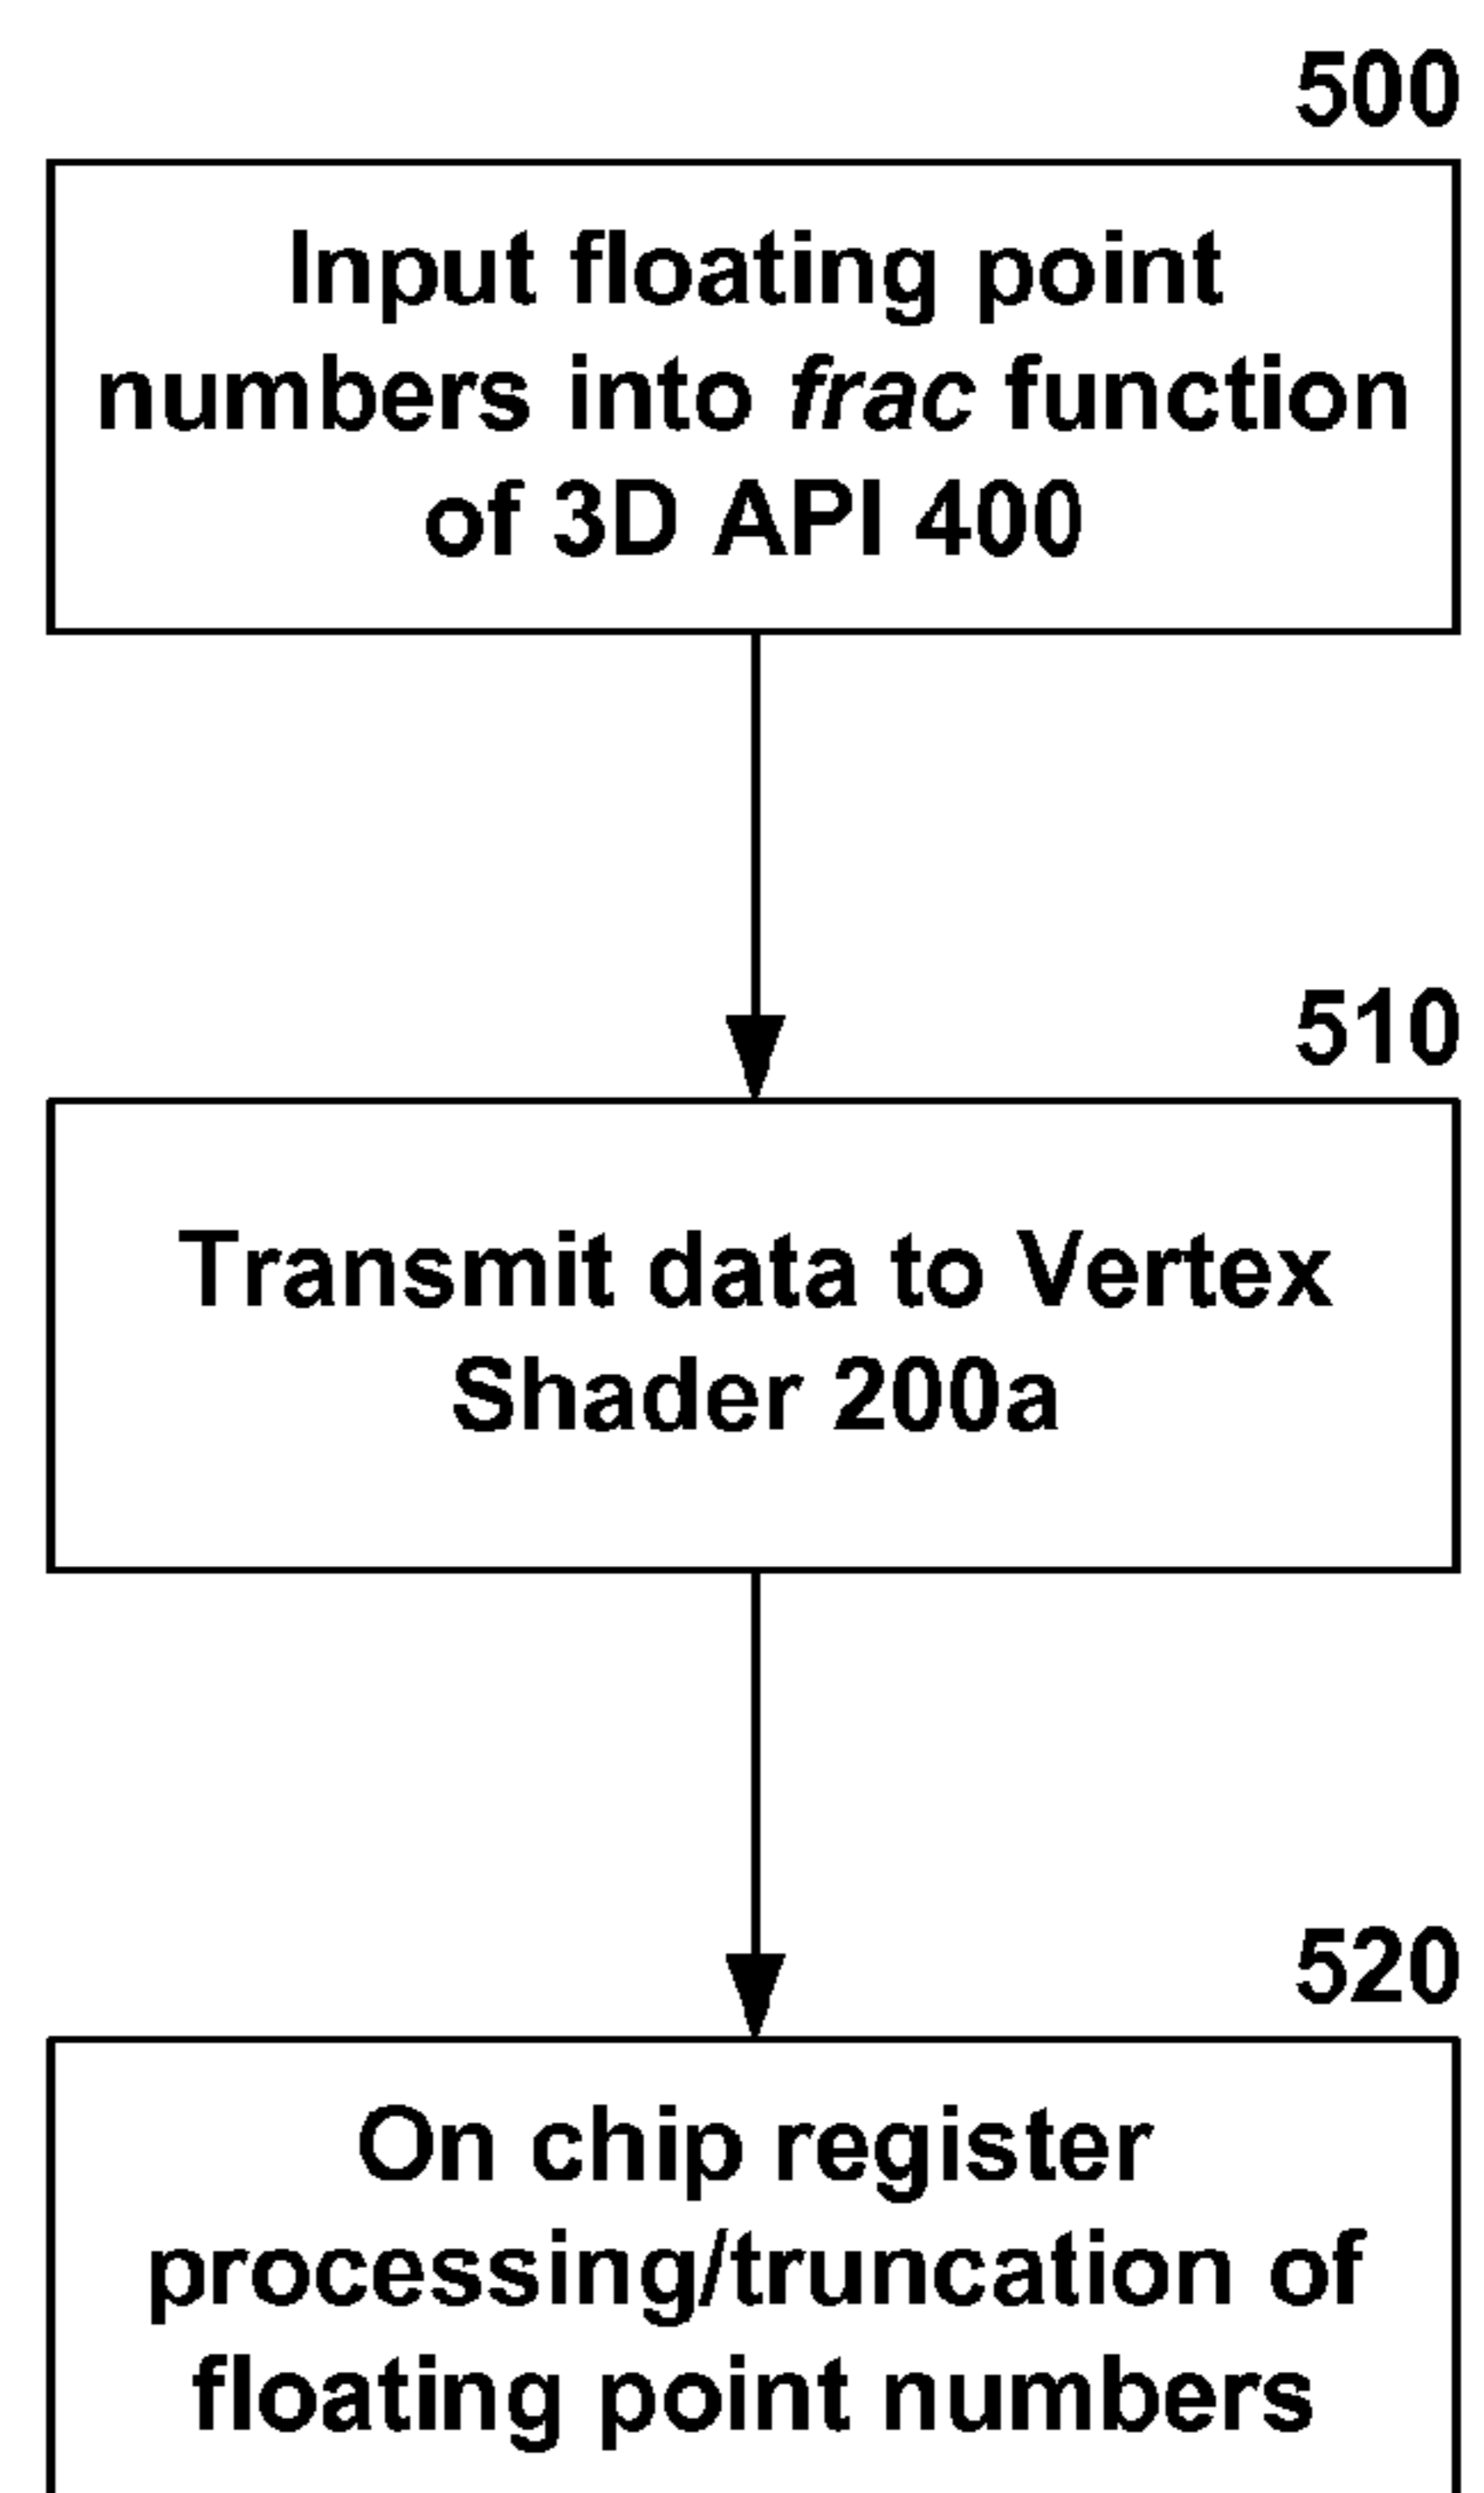 500
Input floating point
numbers into frac function
of 3D API 400
510
Transmit data to Vertex
Shader 200a
520
On chip register
processing/truncation of
floating point numbers